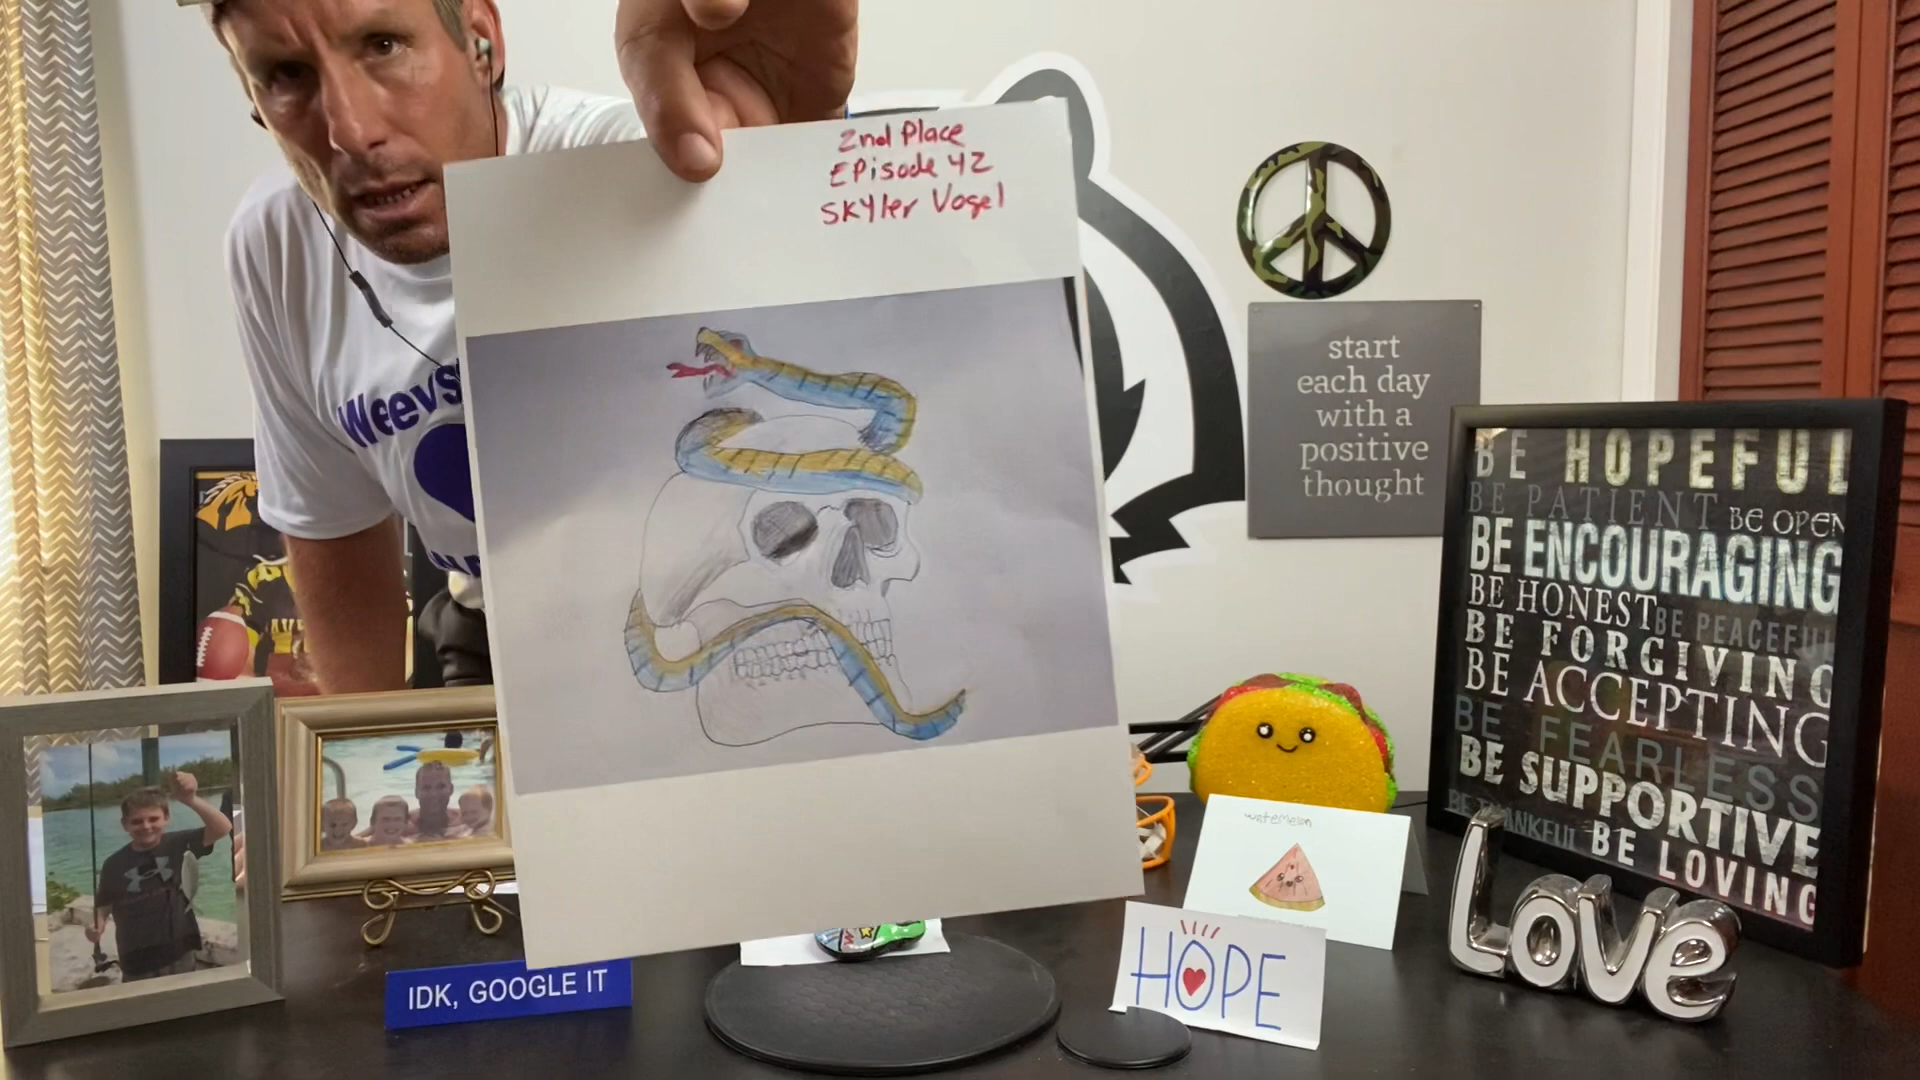 2nd Place
EPisode 42
SKYler Vogel
Weevs
start
each day
with a
positive
thought
BE HOPEFUL
BE PATIENT BE OPEN
BE ENCOURAGING
BE HONEST BE PEACEFUL
BE FORGIVING
BE ACCEPTING
BE FEARLESS
BE SUPPORTIVE
BE THANKFUL BE LOVING
watemelon
HOPE
Love
IDK, GOOGLE IT